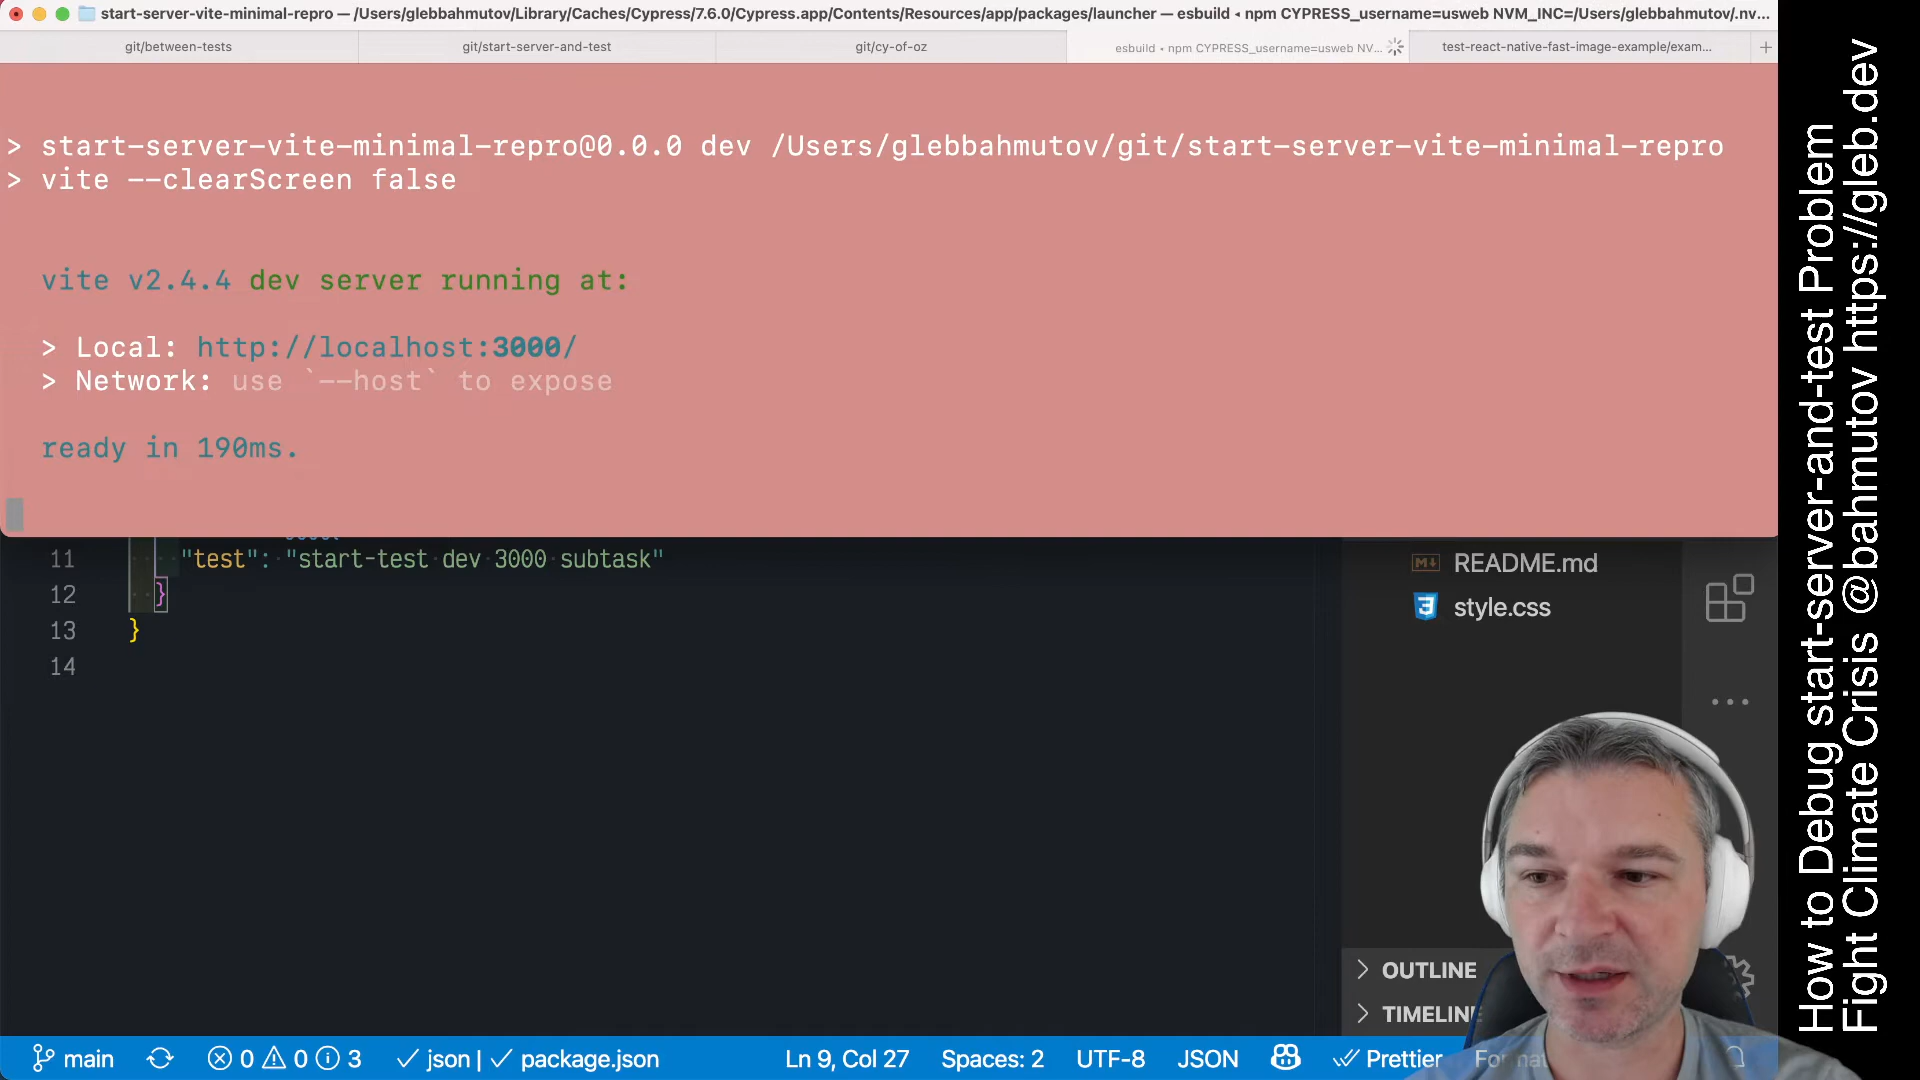 start-server-vite-minimal-repro — /Users/glebbahmutov/Library/Caches/Cypress/7.6.0/Cypress.app/Contents/Resources/app/packages/launcher — esbuild ◂ npm CYPRESS_username=usweb NVM_INC=/Users/glebbahmutov/.nv...
git/between-tests
git/start-server-and-test
git/cy-of-oz
esbuild ◂ npm CYPRESS_username=usweb NV...
test-react-native-fast-image-example/exam...
+
> start-server-vite-minimal-repro@0.0.0 dev /Users/glebbahmutov/git/start-server-vite-minimal-repro
> vite --clearScreen false
vite v2.4.4 dev server running at:
> Local: http://localhost:3000/
> Network: use `--host` to expose
ready in 190ms.
11 "test": "start-test dev 3000 subtask"
12 }
13 }
14
README.md
style.css
OUTLINE
TIMELINE
main 0 0 3 json | package.json Ln 9, Col 27 Spaces: 2 UTF-8 JSON Prettier
How to Debug start-server-and-test Problem
Fight Climate Crisis @bahmutov https://gleb.dev